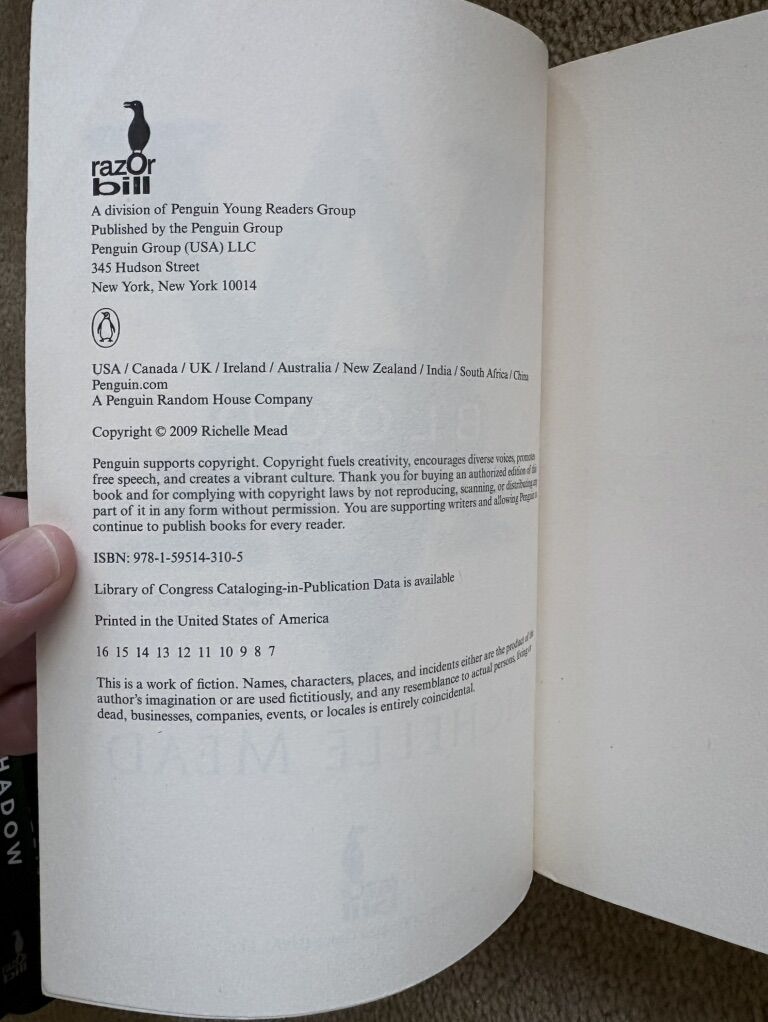 razOr
bill
A division of Penguin Young Readers Group
Published by the Penguin Group
Penguin Group (USA) LLC
345 Hudson Street
New York, New York 10014
USA / Canada / UK / Ireland / Australia / New Zealand / India / South Africa / China
Penguin.com
A Penguin Random House Company
Copyright © 2009 Richelle Mead
Penguin supports copyright. Copyright fuels creativity, encourages diverse voices, promotes
free speech, and creates a vibrant culture. Thank you for buying an authorized edition of this
book and for complying with copyright laws by not reproducing, scanning, or distributing any
part of it in any form without permission. You are supporting writers and allowing Penguin to
continue to publish books for every reader.
ISBN: 978-1-59514-310-5
Library of Congress Cataloging-in-Publication Data is available
Printed in the United States of America
16 15 14 13 12 11 10 9 8 7
This is a work of fiction. Names, characters, places, and incidents either are the product of the
author's imagination or are used fictitiously, and any resemblance to actual persons, living or
dead, businesses, companies, events, or locales is entirely coincidental.
HADOW
razOr
bill